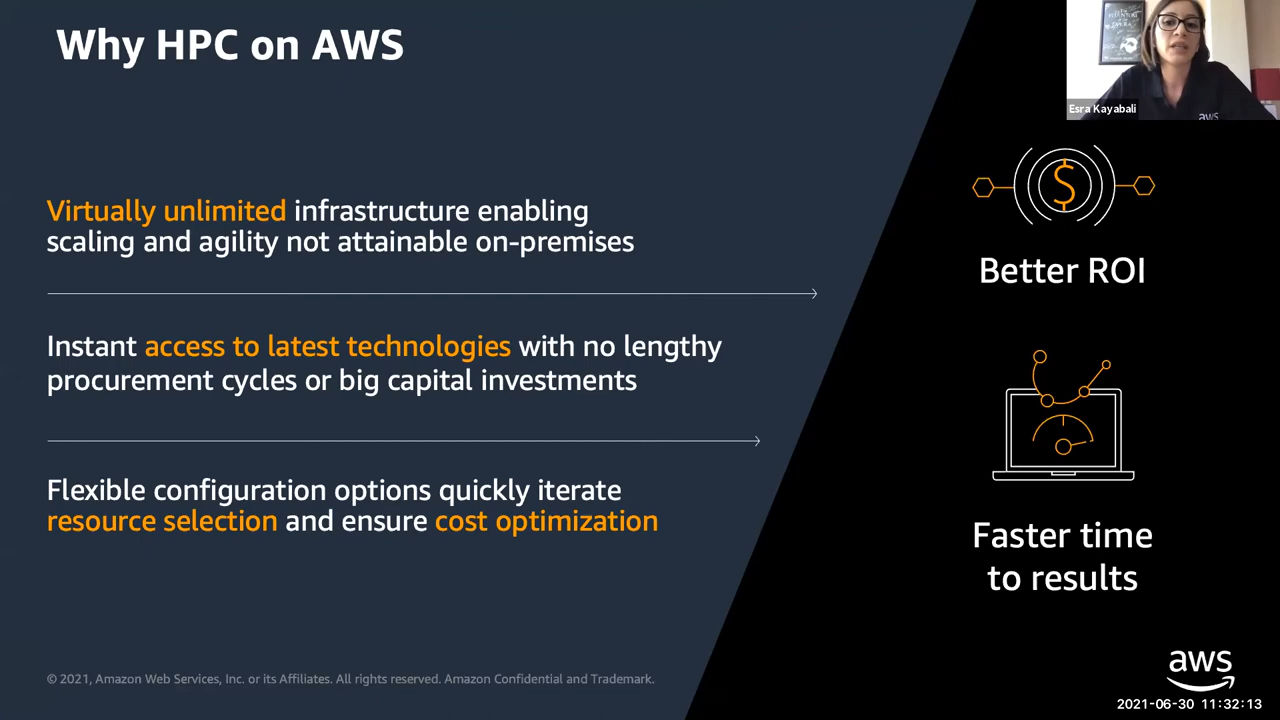 Why HPC on AWS
Esra Kayabali
aws
Virtually unlimited infrastructure enabling
scaling and agility not attainable on-premises
Instant access to latest technologies with no lengthy
procurement cycles or big capital investments
Flexible configuration options quickly iterate
resource selection and ensure cost optimization
$
Better ROI
Faster time
to results
© 2021, Amazon Web Services, Inc. or its Affiliates. All rights reserved. Amazon Confidential and Trademark.
aws
2021-06-30 11:32:13